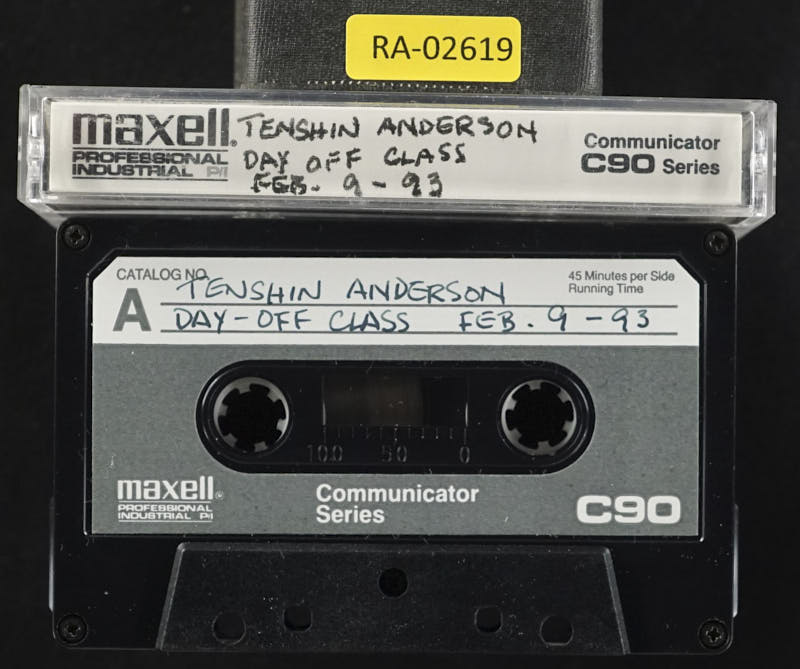 RA-02619
maxell®
PROFESSIONAL
INDUSTRIAL P/I
TENSHIN ANDERSON
DAY OFF CLASS
FEB. 9 - 93
Communicator
C90 Series
CATALOG NO.
A
TENSHIN ANDERSON
DAY-OFF CLASS FEB. 9 - 93
45 Minutes per Side
Running Time
100 50 0
maxell®
PROFESSIONAL
INDUSTRIAL P/I
Communicator
Series
C90